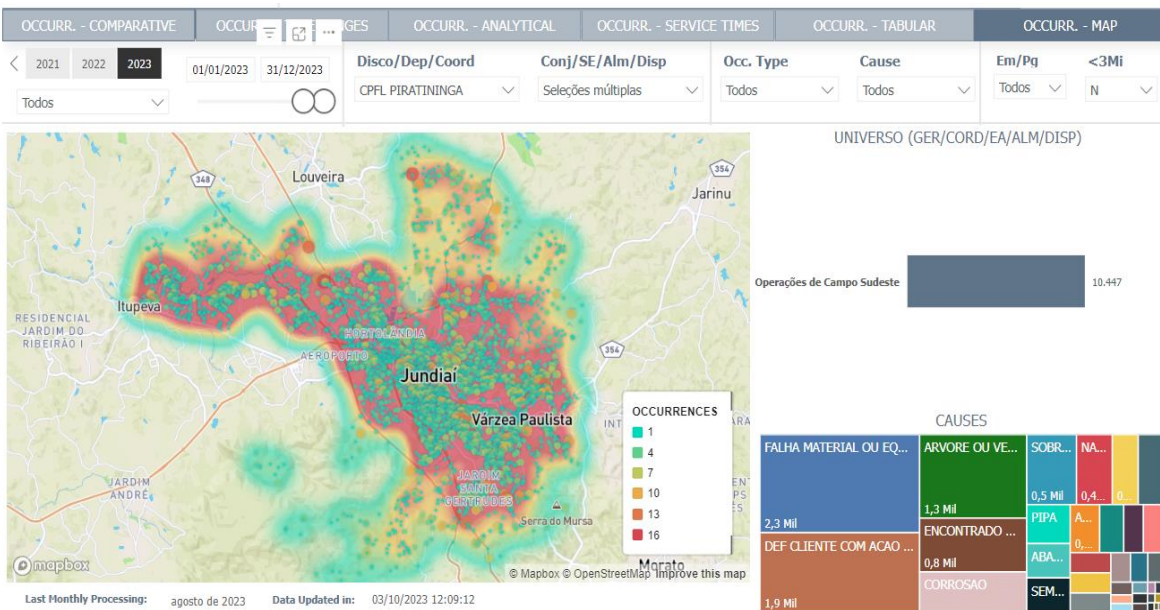 OCCURR. - COMPARATIVE
OCCUR
GES
OCCURR. - ANALYTICAL
OCCURR. - SERVICE TIMES
OCCURR. - TABULAR
OCCURR. - MAP
2021 2022 2023
01/01/2023 31/12/2023
Todos
Disco/Dep/Coord
CPFL PIRATININGA
Conj/SE/Alm/Disp
Seleções múltiplas
Occ. Type
Todos
Cause
Todos
Em/Pg
Todos
<3Mi
N
UNIVERSO (GER/CORD/EA/ALM/DISP)
348
Louveira
354
Jarinu
Operações de Campo Sudeste
10.447
Itupeva
RESIDENCIAL
JARDIM DO
RIBEIRÃO I
HORTOLÂNDIA
AEROPORTO
354
Jundiaí
Várzea Paulista
JARDIM
SANTA
GERTRUDES
JARDIM
ANDRÉ
Serra do Mursa
Morato
OCCURRENCES
1
4
7
10
13
16
mapbox
© Mapbox © OpenStreetMap Improve this map
CAUSES
FALHA MATERIAL OU EQ...
2,3 Mil
DEF CLIENTE COM ACAO ...
1,9 Mil
ARVORE OU VE...
1,3 Mil
ENCONTRADO ...
0,8 Mil
CORROSAO
SOBR...
0,5 Mil
NA...
0,4...
0...
PIPA
A...
0,...
ABA...
SEM...
Last Monthly Processing: agosto de 2023 Data Updated in: 03/10/2023 12:09:12